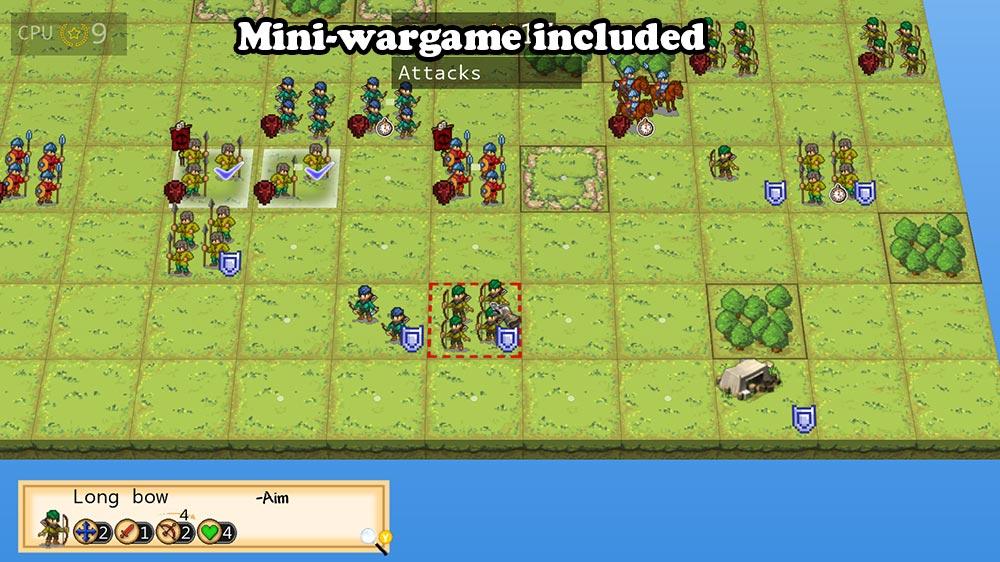 Mini-wargame included
CPU 9
Attacks
Long bow -Aim
4
2 1 2 4
Y